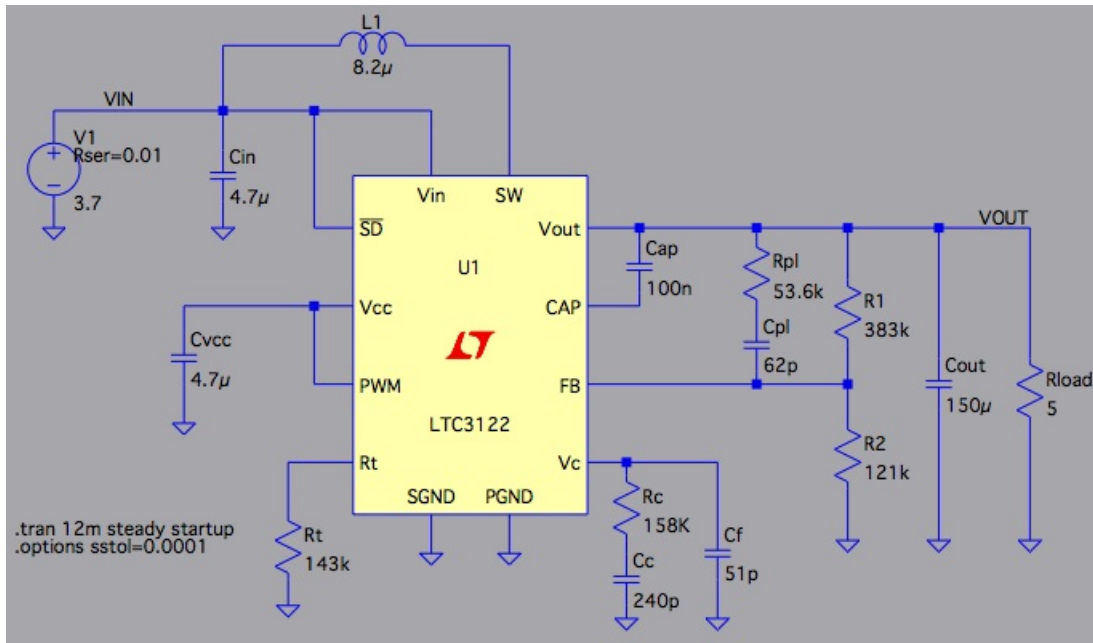 L1
8.2µ
VIN
V1
Rser=0.01
3.7
Cin
4.7µ
Vin
SW
SD
Vout
VOUT
U1
Cap
100n
Rpl
53.6k
R1
383k
Vcc
CAP
Cvcc
4.7µ
Cpl
62p
PWM
FB
Cout
150µ
Rload
5
LTC3122
R2
121k
Rt
Vc
SGND
PGND
Rc
158K
Cf
51p
.tran 12m steady startup
.options sstol=0.0001
Rt
143k
Cc
240p